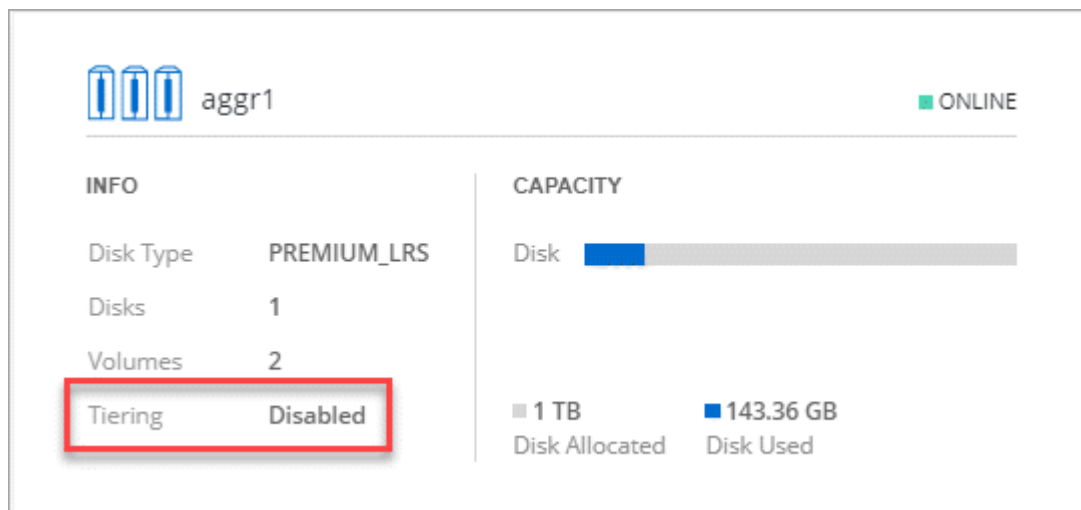 aggr1
ONLINE
INFO
Disk Type PREMIUM_LRS
Disks 1
Volumes 2
Tiering Disabled
CAPACITY
Disk
1 TB
Disk Allocated
143.36 GB
Disk Used